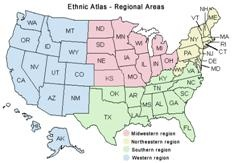 Ethnic Atlas - Regional Areas
VT
NH
ME
WA
MT
ND
MN
OR
ID
SD
WI
MI
NY
MA
RI
CT
WY
NE
IA
PA
NJ
NV
UT
CO
IL
IN
OH
DE
MD
CA
KS
MO
WV
VA
KY
NC
TN
AZ
NM
OK
AR
SC
MS
AL
GA
TX
LA
FL
AK
HI
Midwestern region
Northeastern region
Southern region
Western region